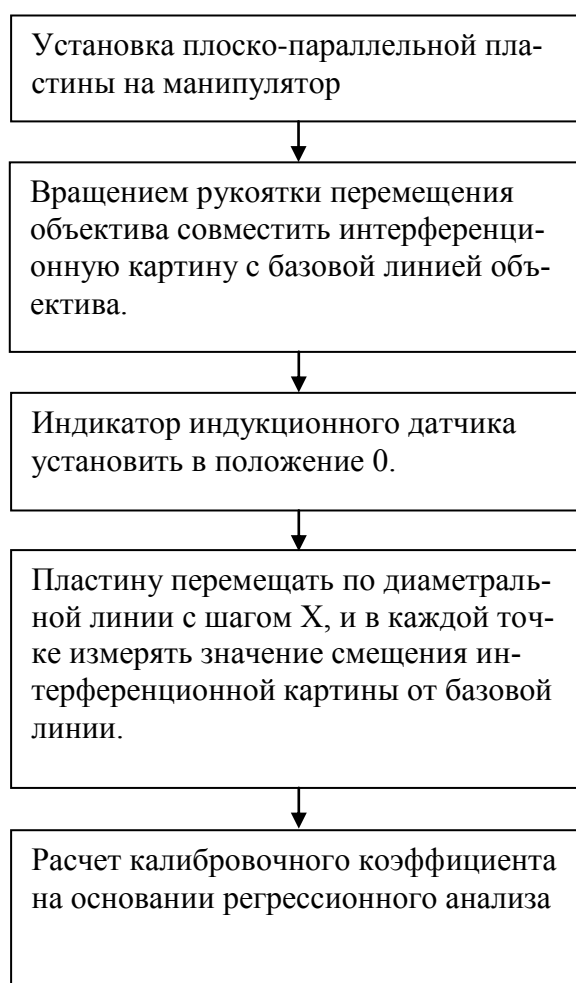 Установка плоско-параллельной пла-
стины на манипулятор
Вращением рукоятки перемещения
объектива совместить интерференци-
онную картину с базовой линией объ-
ектива.
Индикатор индукционного датчика
установить в положение 0.
Пластину перемещать по диаметраль-
ной линии с шагом X, и в каждой точ-
ке измерять значение смещения ин-
терференционной картины от базовой
линии.
Расчет калибровочного коэффициента
на основании регрессионного анализа